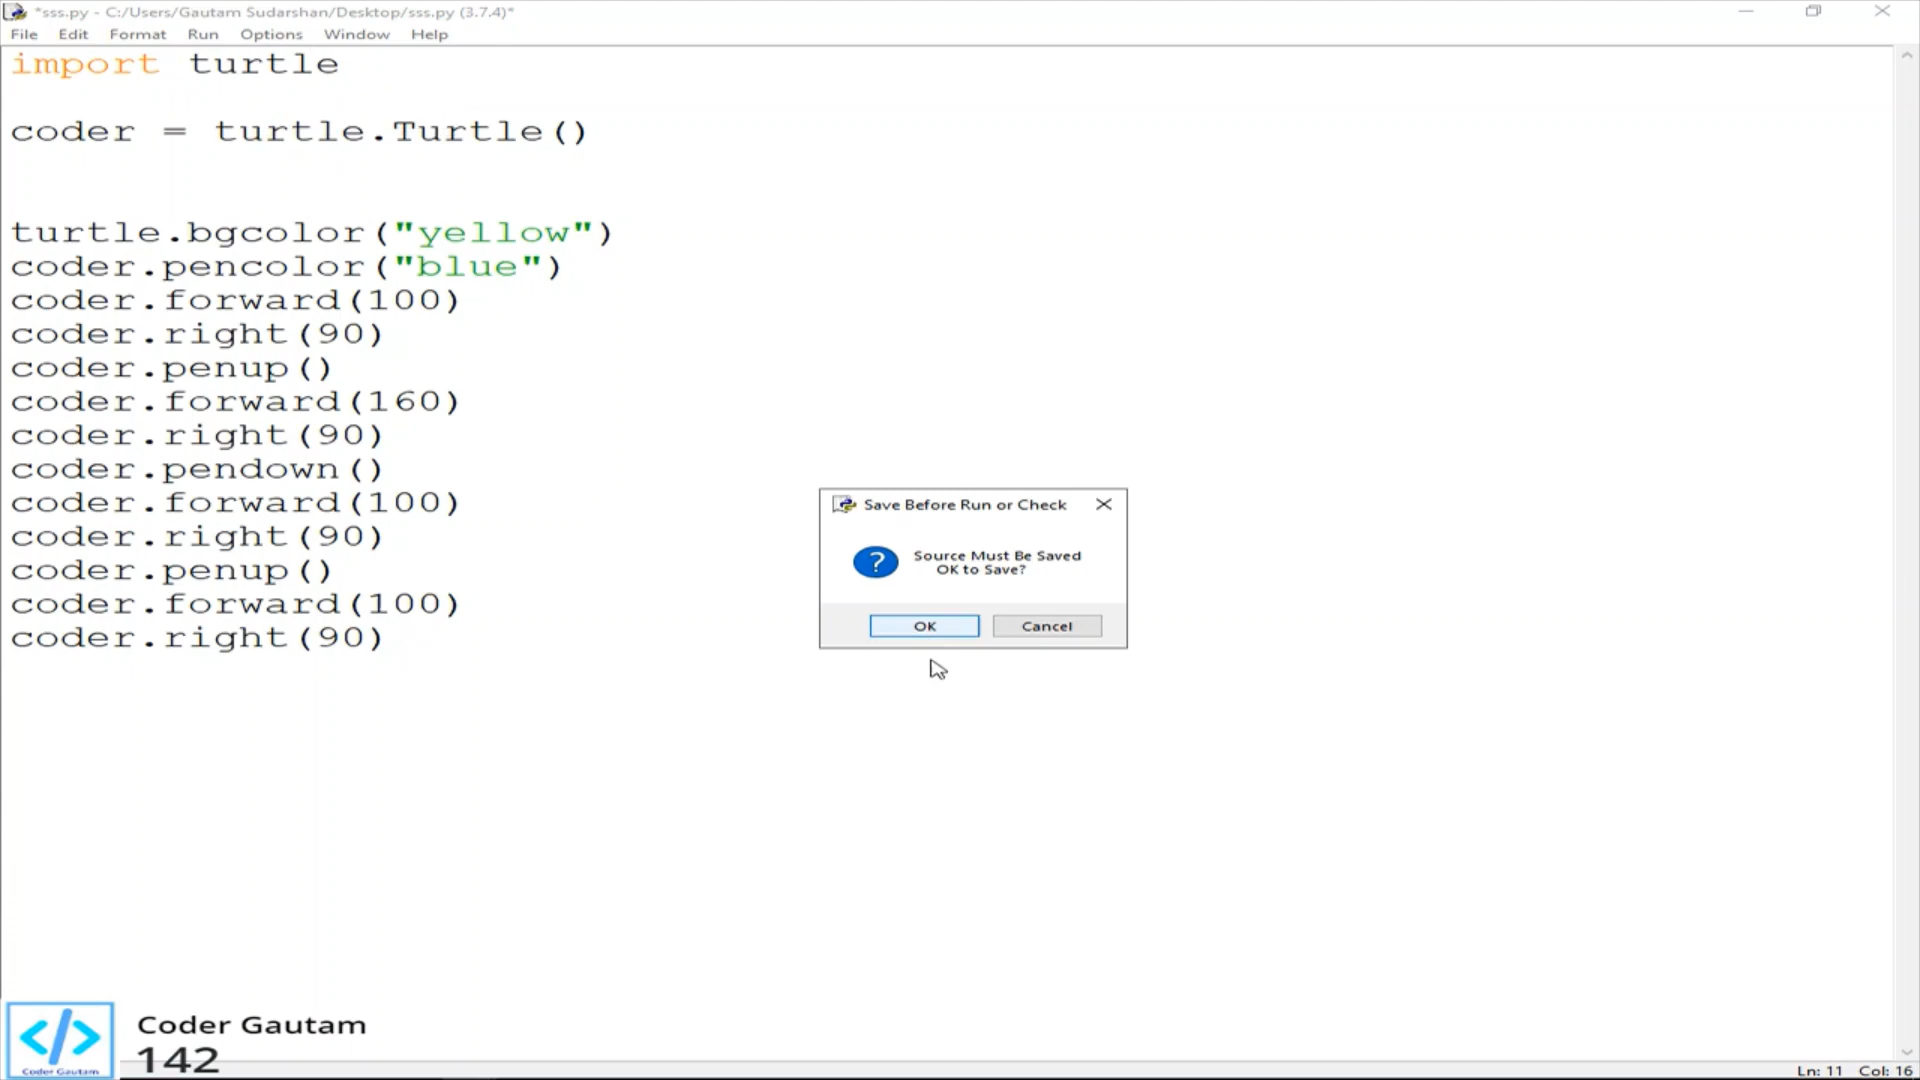 *sss.py - C:/Users/Gautam Sudarshan/Desktop/sss.py (3.7.4)*
File Edit Format Run Options Window Help
import turtle
coder = turtle.Turtle()
turtle.bgcolor("yellow")
coder.pencolor("blue")
coder.forward(100)
coder.right(90)
coder.penup()
coder.forward(160)
coder.right(90)
coder.pendown()
coder.forward(100)
coder.right(90)
coder.penup()
coder.forward(100)
coder.right(90)
Save Before Run or Check
?
Source Must Be Saved
OK to Save?
OK Cancel
</>
Coder Gautam
Coder Gautam
142
Ln: 11 Col: 16